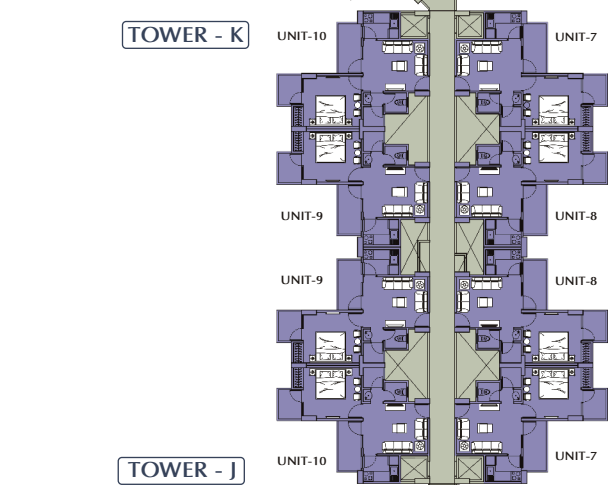 TOWER - K
UNIT-10
UNIT-7
UNIT-9
UNIT-8
UNIT-9
UNIT-8
UNIT-10
UNIT-7
TOWER - J